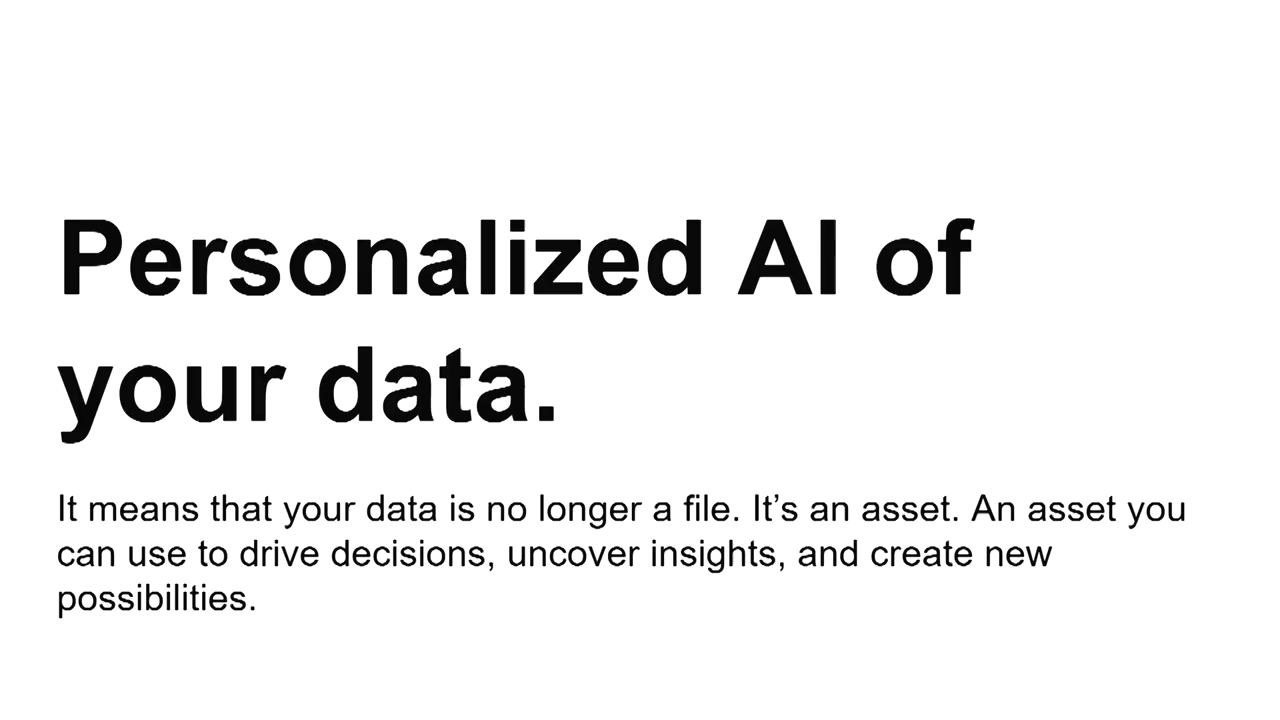 Personalized AI of
your data.
It means that your data is no longer a file. It’s an asset. An asset you
can use to drive decisions, uncover insights, and create new
possibilities.